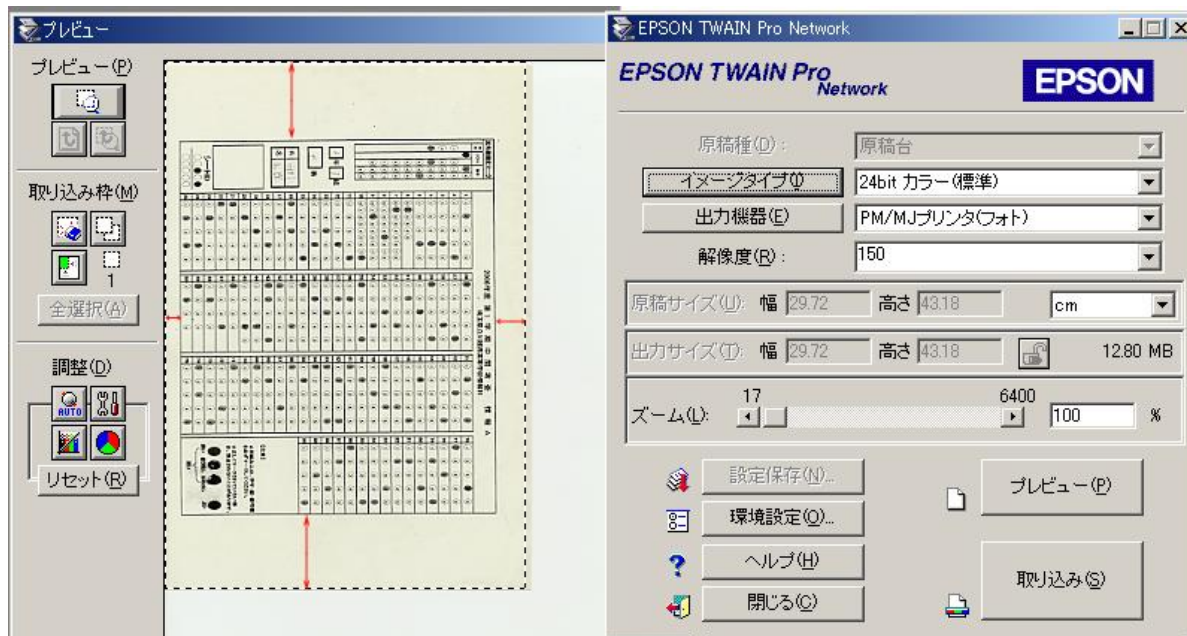 プレビュー
プレビュー(P)
取り込み枠(M)
1
全選択(A)
調整(D)
AUTO
リセット(R)
EPSON TWAIN Pro Network
EPSON TWAIN Pro
Network
EPSON
原稿種(D) :
原稿台
イメージタイプ(I)
24bit カラー(標準)
出力機器(E)
PM/MJプリンタ(フォト)
解像度(R) :
150
原稿サイズ(U): 幅 29.72 高さ 43.18 cm
出力サイズ(T): 幅 29.72 高さ 43.18 12.80 MB
17 6400
ズーム(L): 100 %
設定保存(N)...
環境設定(O)...
ヘルプ(H)
閉じる(C)
プレビュー(P)
取り込み(S)